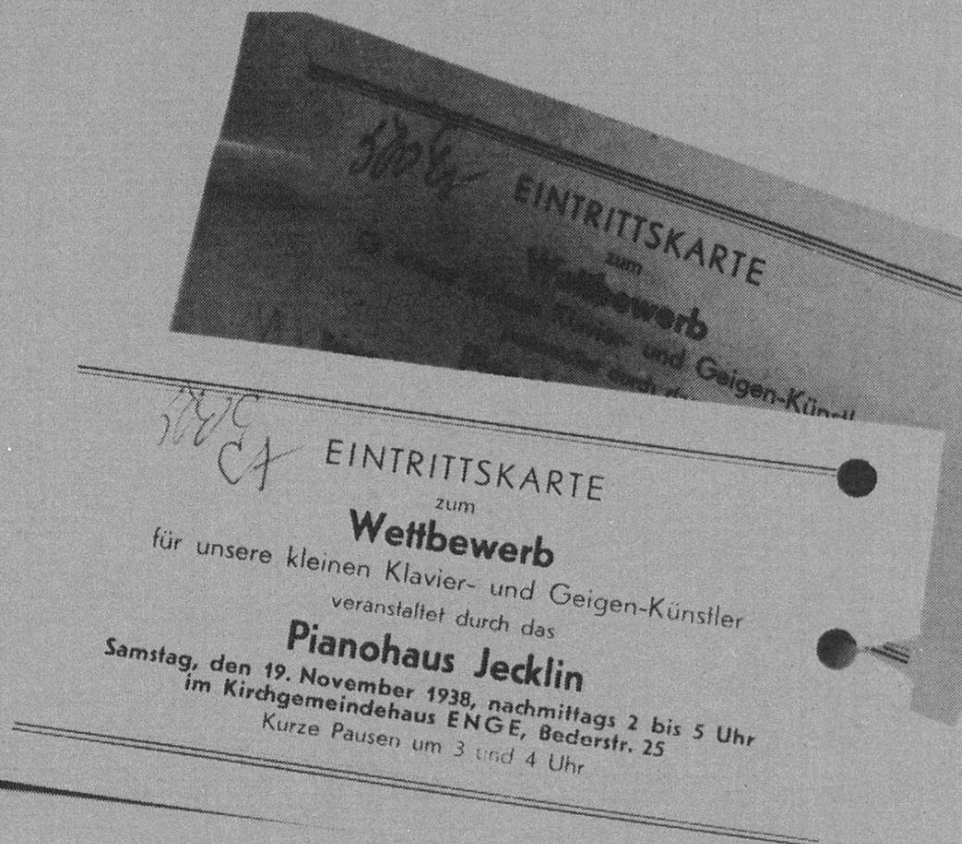 EINTRITTSKARTE
zum
Wettbewerb
und Geigen-Künstl
EINTRITTSKARTE
zum
Wettbewerb
für unsere kleinen Klavier- und Geigen-Künstler
veranstaltet durch das
Pianohaus Jecklin
Samstag, den 19. November 1938, nachmittags 2 bis 5 Uhr
im Kirchgemeindehaus ENGE, Bederstr. 25
Kurze Pausen um 3 und 4 Uhr